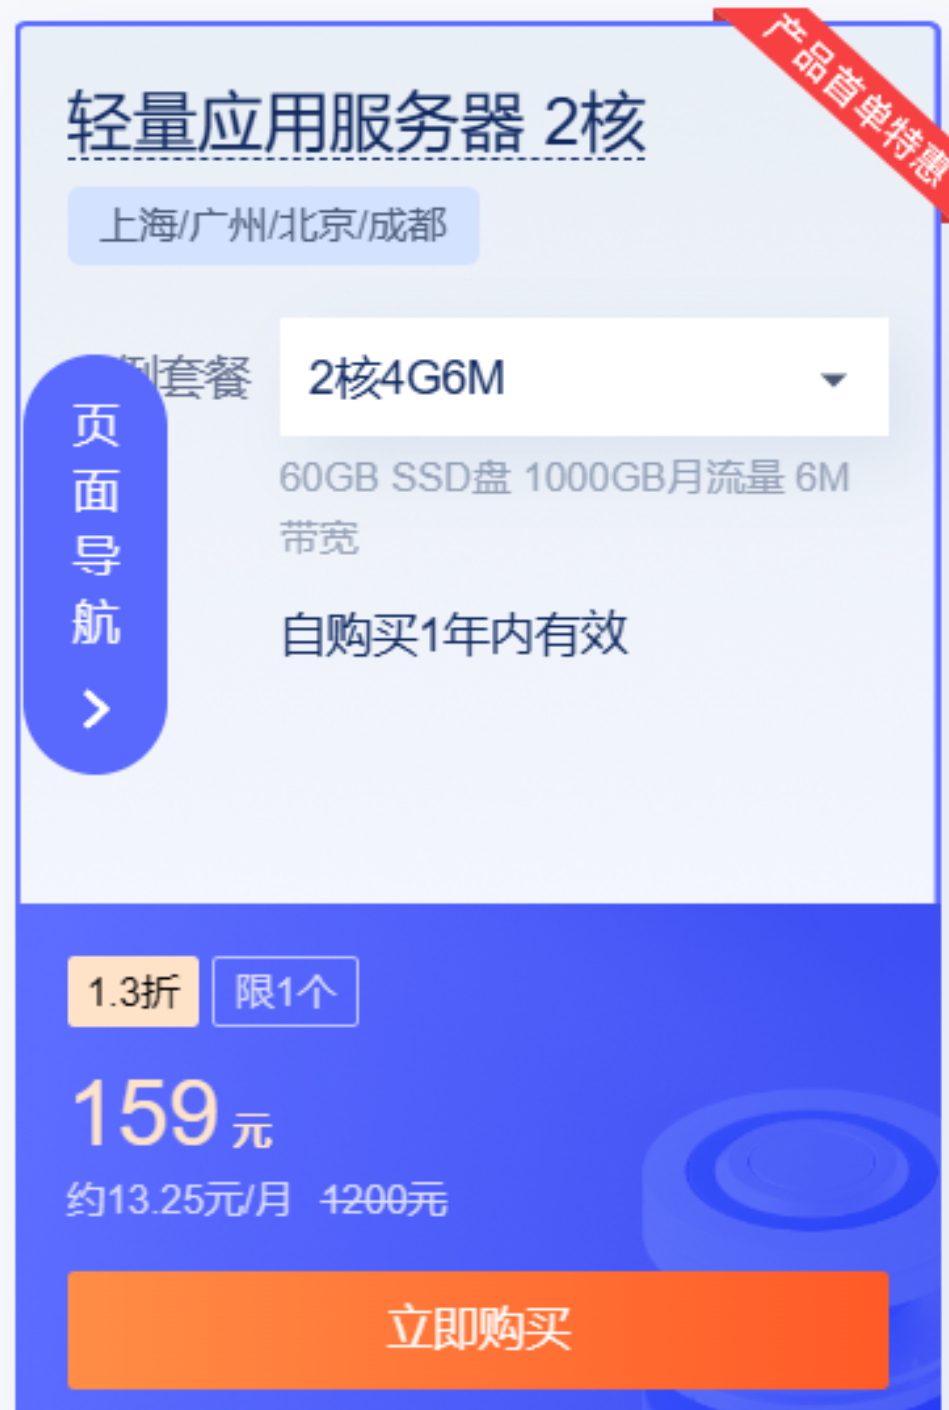 产品首单特惠
轻量应用服务器 2核
上海/广州/北京/成都
例套餐
2核4G6M
60GB SSD盘 1000GB月流量 6M
带宽
自购买1年内有效
页
面
导
航
1.3折
限1个
159 元
约13.25元/月 1200元
立即购买